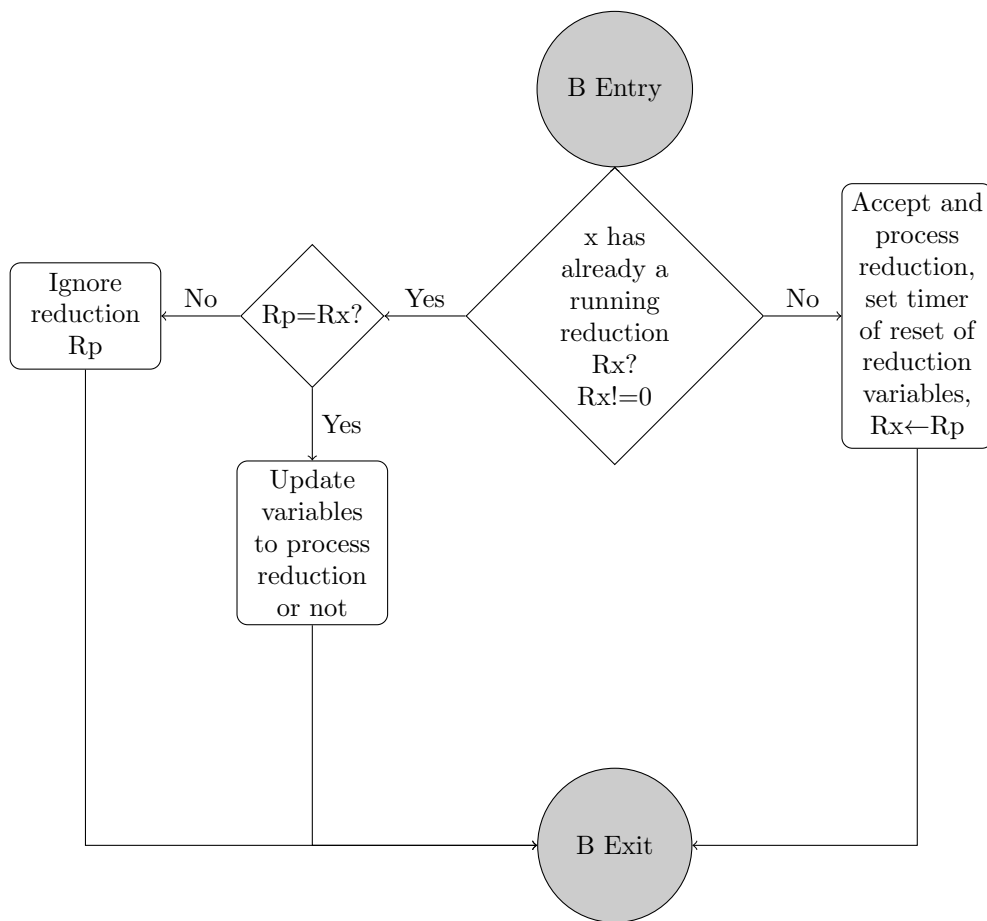 B Entry
x has
already a
running
reduction
Rx?
Rx!=0
Yes
No
Rp=Rx?
No
Yes
Ignore
reduction
Rp
Update
variables
to process
reduction
or not
Accept and
process
reduction,
set timer
of reset of
reduction
variables,
Rx←Rp
B Exit